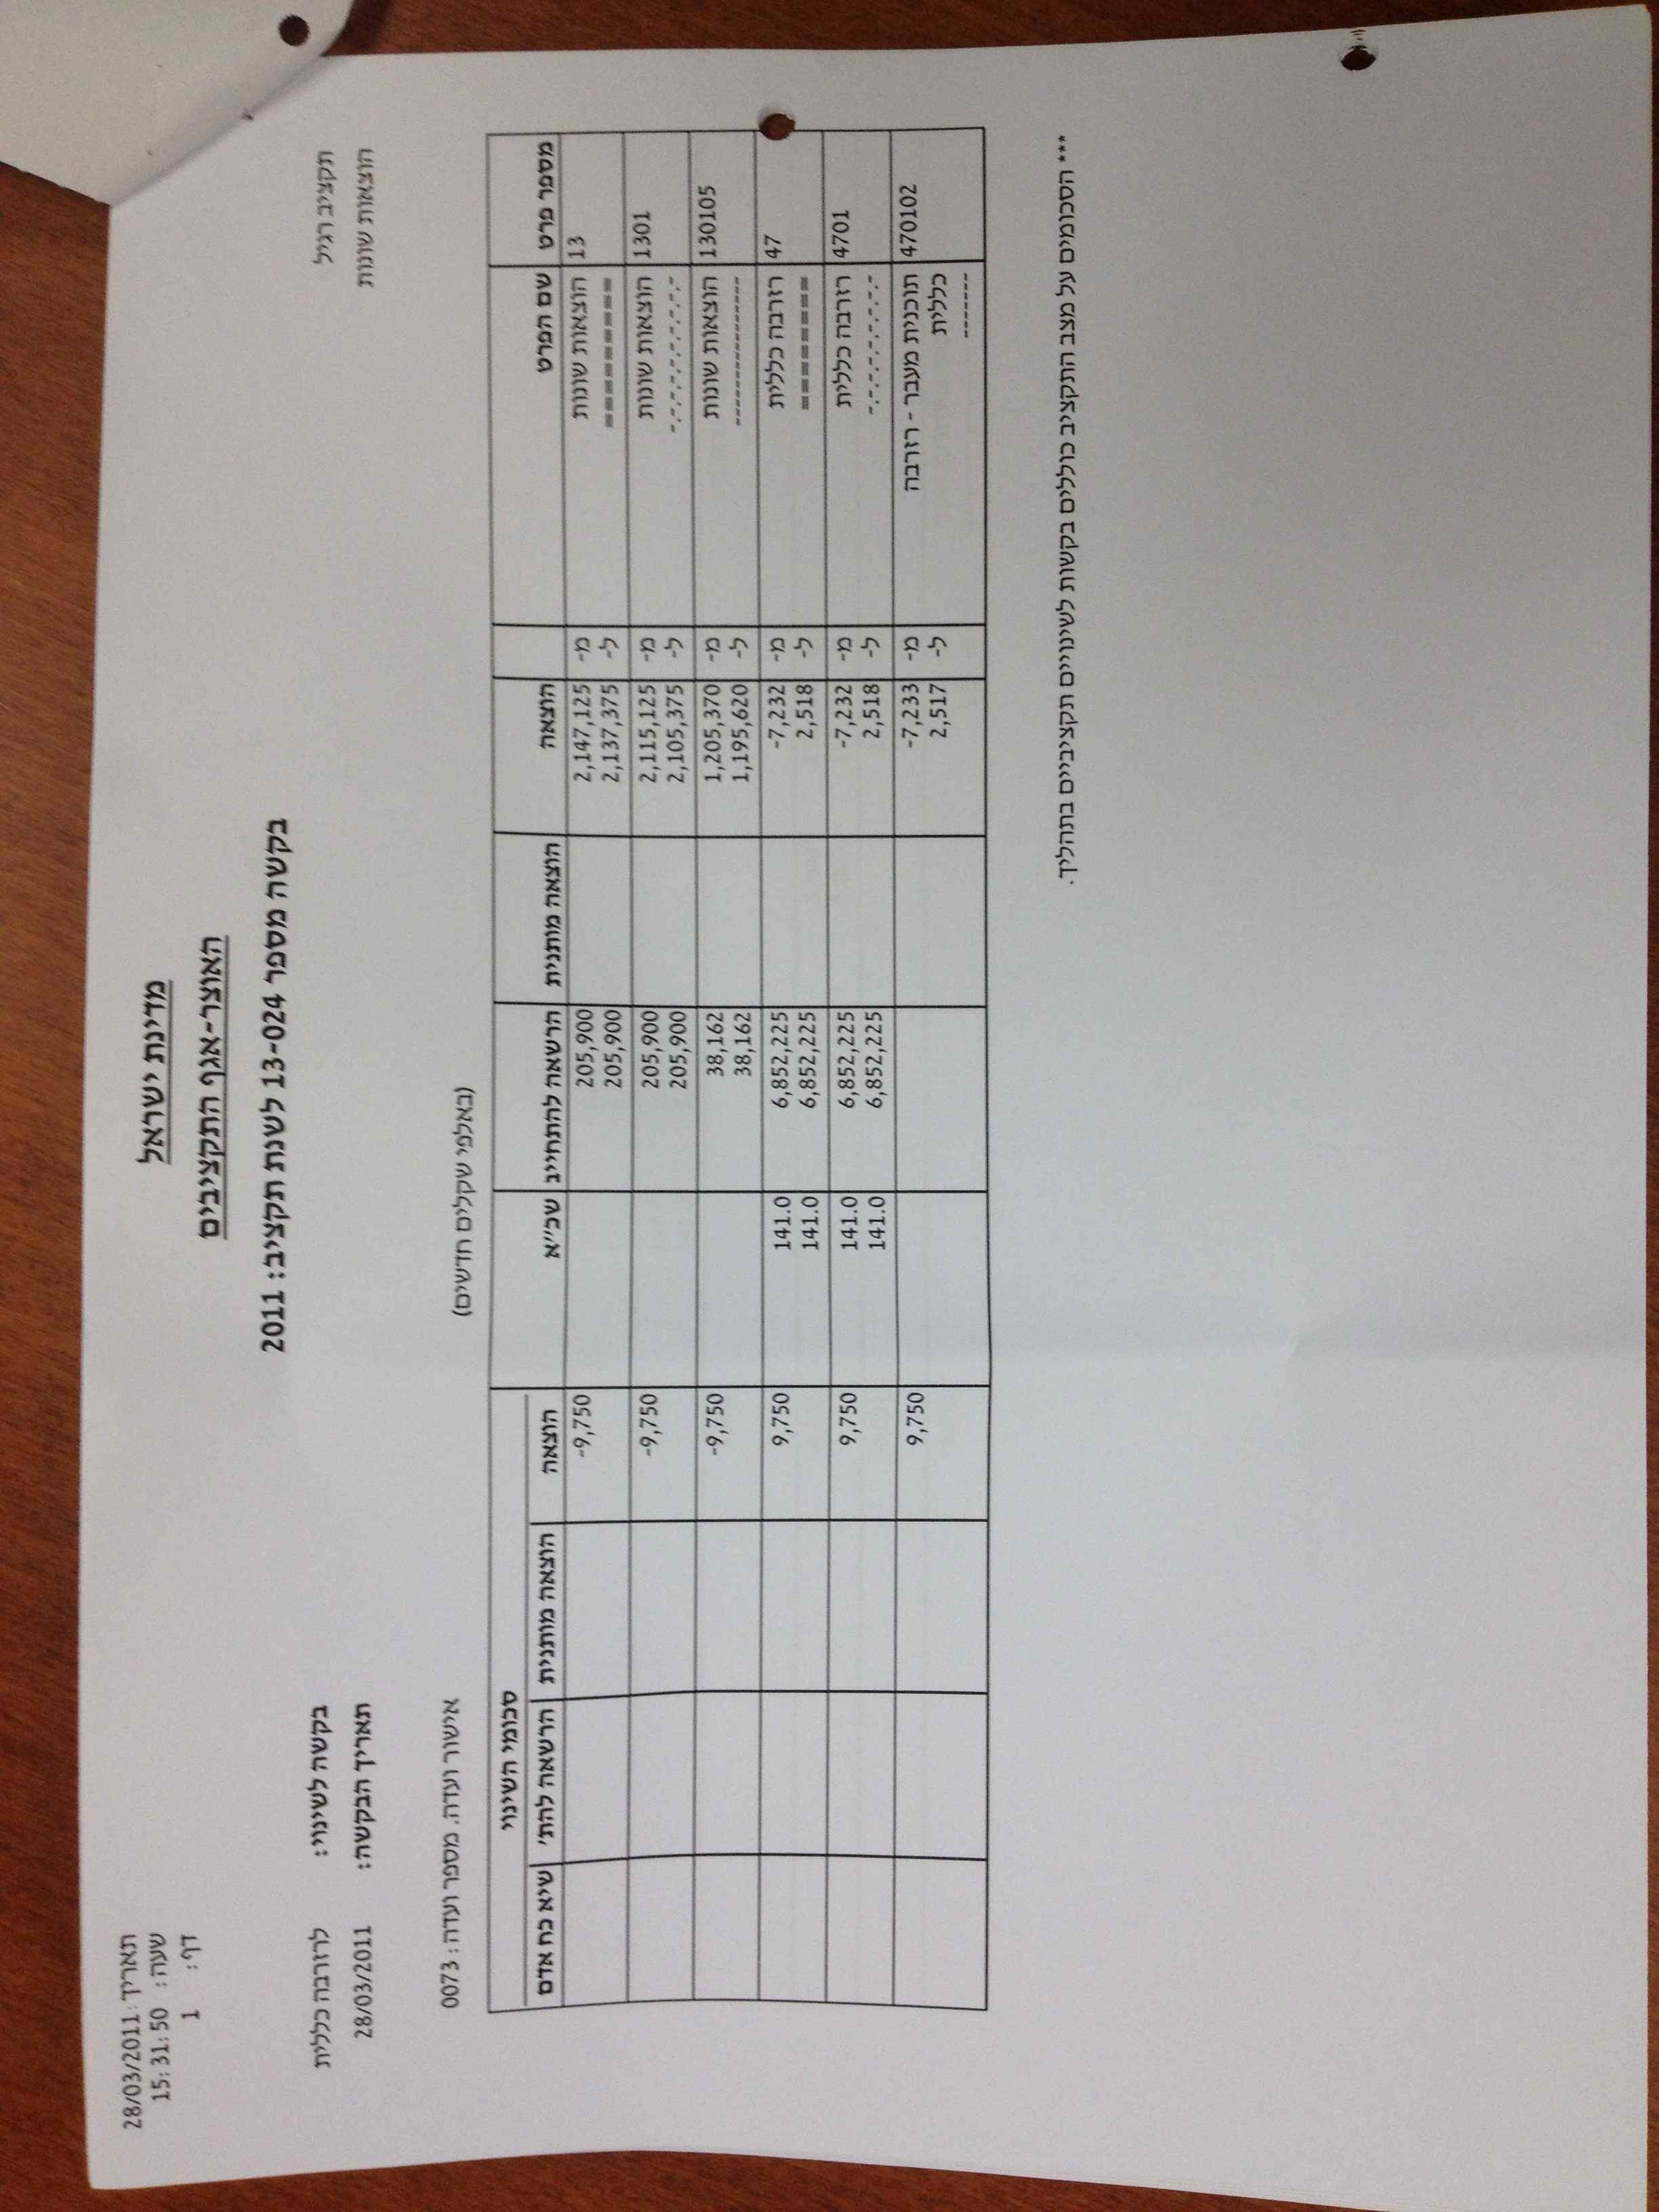 תאריך: 28/03/2011
שעה: 15:31:50
דף: 1
מדינת ישראל
האוצר-אגף התקציבים
בקשה מספר 13-024 לשנת תקציב: 2011
תקציב רגיל
בקשה לשינוי: לרזרבה כללית
הוצאות שונות
תאריך הבקשה: 28/03/2011
(באלפי שקלים חדשים)
אישור ועדה. מספר ועדה: 0073
סכומי השינוי
מספר פרט שם הפרט הוצאה הוצאה מותנית הרשאה להתחייב שכ"א הוצאה הוצאה מותנית הרשאה להת' שיא כח אדם
13 הוצאות שונות מ- 2,147,125 205,900 -9,750
========= ל- 2,137,375 205,900
1301 הוצאות שונות מ- 2,115,125 205,900 -9,750
-.-.-.-.-.-.-.- ל- 2,105,375 205,900
130105 הוצאות שונות מ- 1,205,370 38,162 -9,750
-------------- ל- 1,195,620 38,162
47 רזרבה כללית מ- -7,232 6,852,225 141.0 9,750
======== ל- 2,518 6,852,225 141.0
4701 רזרבה כללית מ- -7,232 6,852,225 141.0 9,750
-.-.-.-.-.-.-.- ל- 2,518 6,852,225 141.0
470102 תוכנית מעבר - רזרבה מ- -7,233 9,750
כללית ל- 2,517
-------
*** הסכומים על מצב התקציב כוללים בקשות לשינויים תקציביים בתהליך.